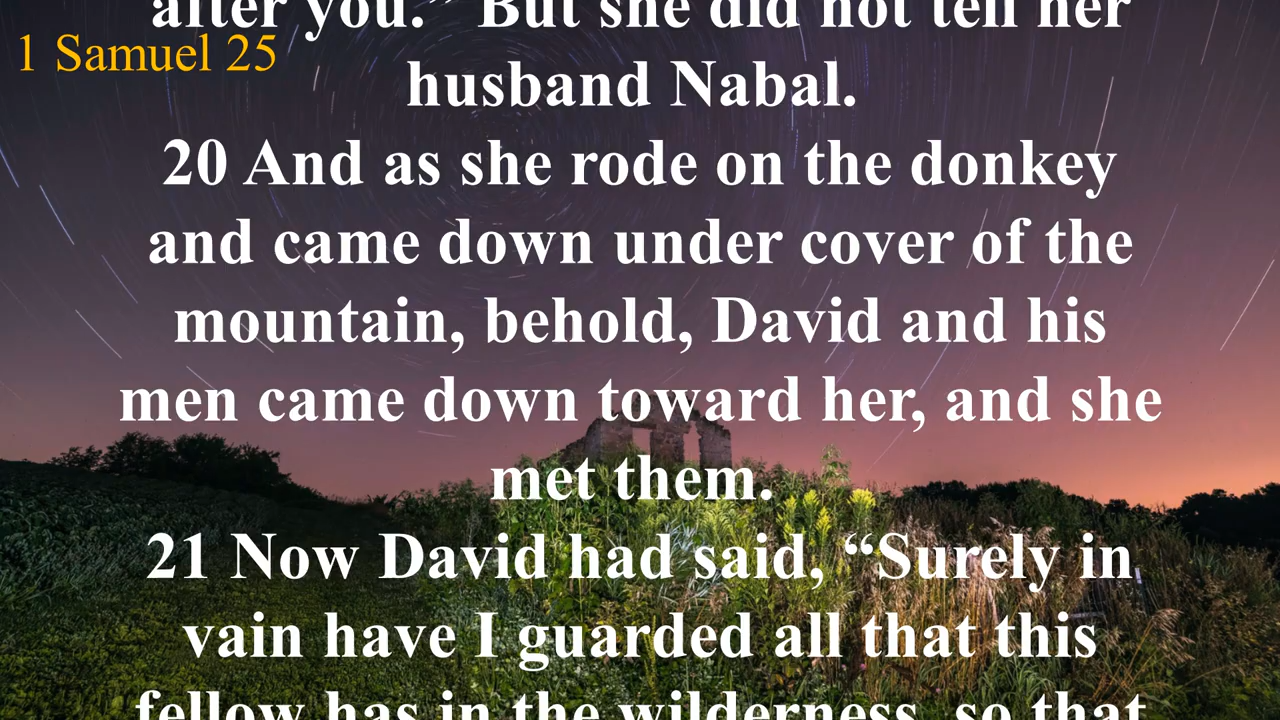 after you.” But she did not tell her
1 Samuel 25
husband Nabal.
20 And as she rode on the donkey
and came down under cover of the
mountain, behold, David and his
men came down toward her, and she
met them.
21 Now David had said, “Surely in
vain have I guarded all that this
fellow has in the wilderness, so that